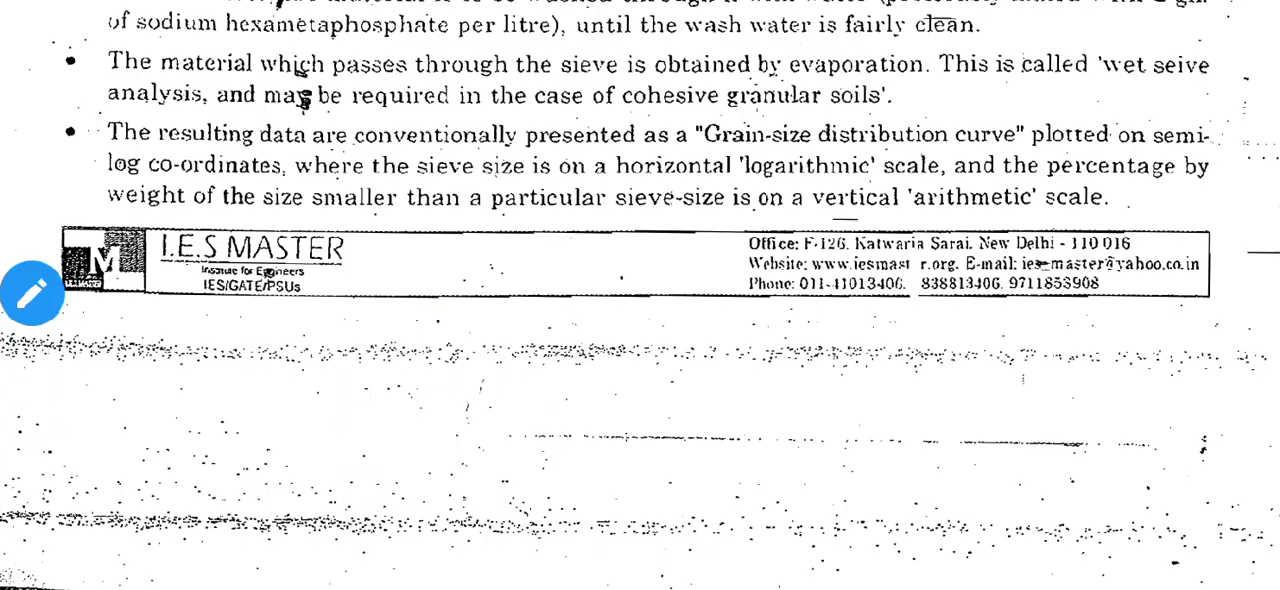 of sodium hexametaphosphate per litre), until the wash water is fairly clean.
• The material which passes through the sieve is obtained by evaporation. This is called 'wet seive
analysis, and may be required in the case of cohesive granular soils'.
• The resulting data are conventionally presented as a "Grain-size distribution curve" plotted on semi-
log co-ordinates, where the sieve size is on a horizontal 'logarithmic' scale, and the percentage by
weight of the size smaller than a particular sieve-size is on a vertical 'arithmetic' scale.
M
I.E.S MASTER
Institute for Engineers
IES/GATE/PSUs
Office: F-126, Katwaria Sarai, New Delhi - 110 016
Website: www.iesmast r.org, E-mail: ies_master@yahoo.co.in
Phone: 011-41013406, 838813406, 9711853908